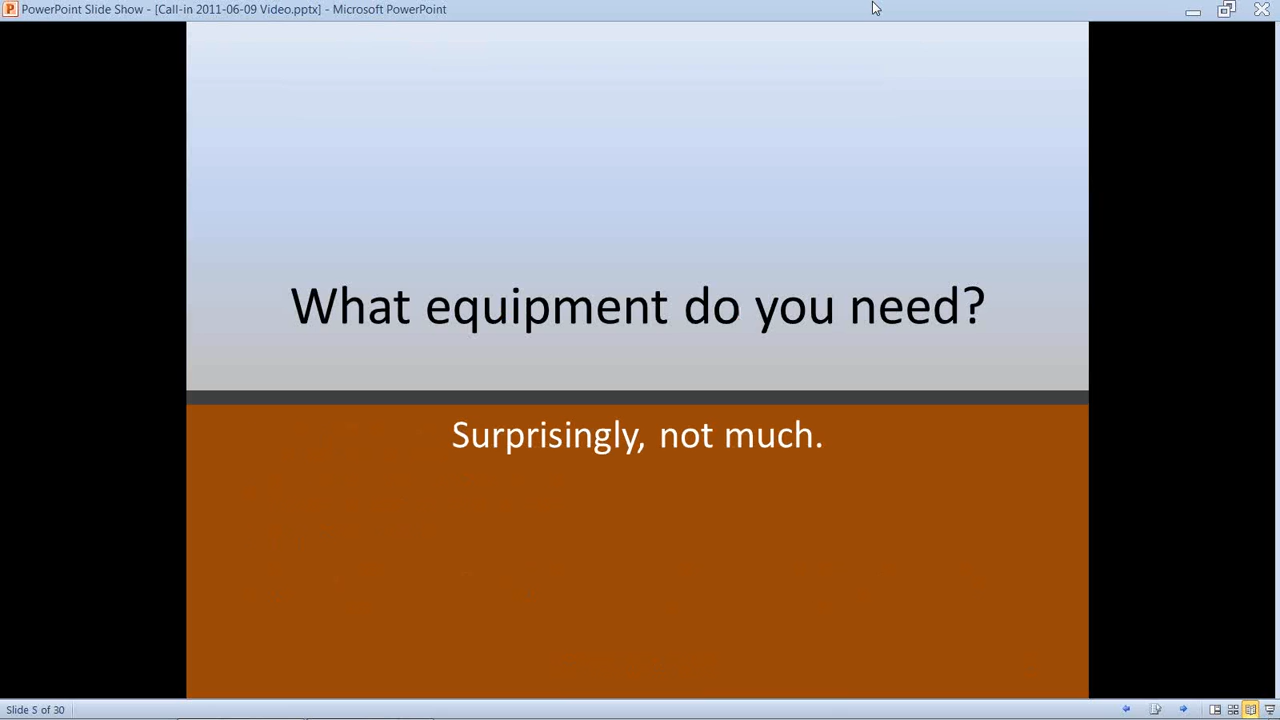 PowerPoint Slide Show - [Call-in 2011-06-09 Video.pptx] - Microsoft PowerPoint
What equipment do you need?
Surprisingly, not much.
Slide 5 of 30